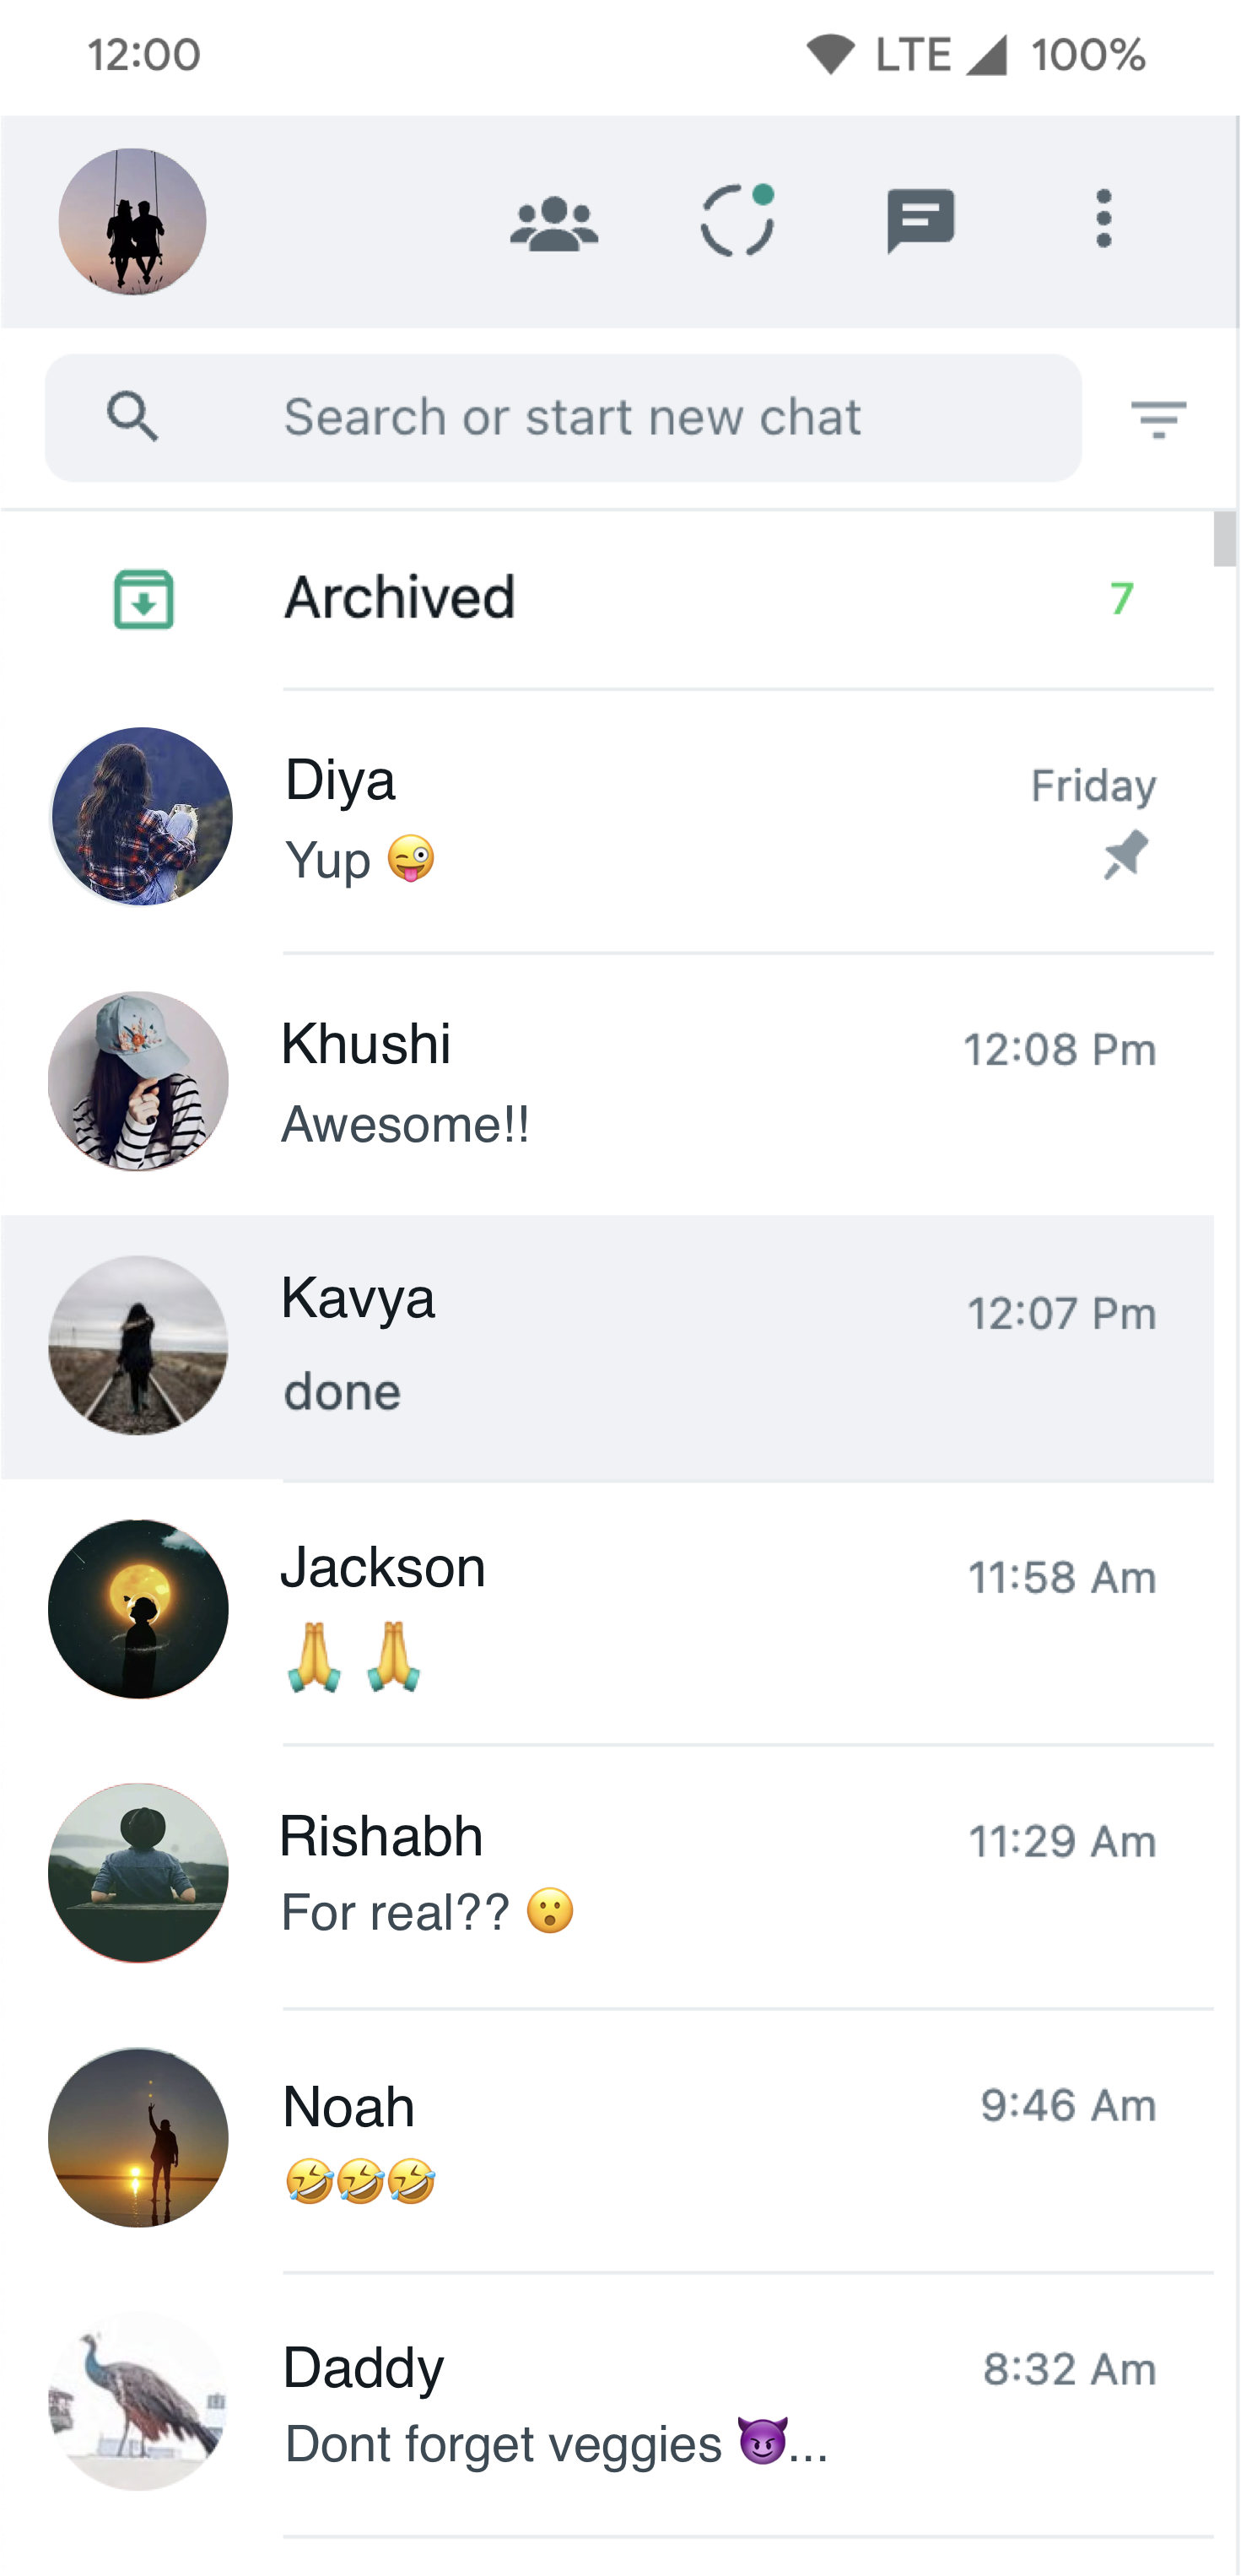 12:00 LTE 100%
Search or start new chat
Archived 7
Diya Friday
Yup 😜
Khushi 12:08 Pm
Awesome!!
Kavya 12:07 Pm
done
Jackson 11:58 Am
🙏 🙏
Rishabh 11:29 Am
For real?? 😮
Noah 9:46 Am
🤣🤣🤣
Daddy 8:32 Am
Dont forget veggies 😈...